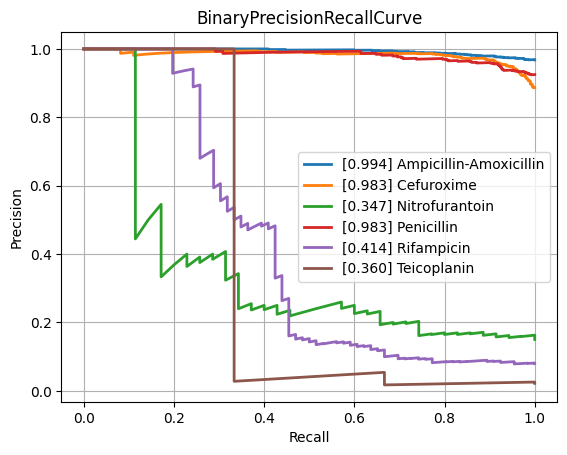 BinaryPrecisionRecallCurve
Precision
1.0
0.8
0.6
0.4
0.2
0.0
[0.994] Ampicillin-Amoxicillin
[0.983] Cefuroxime
[0.347] Nitrofurantoin
[0.983] Penicillin
[0.414] Rifampicin
[0.360] Teicoplanin
0.0 0.2 0.4 0.6 0.8 1.0
Recall